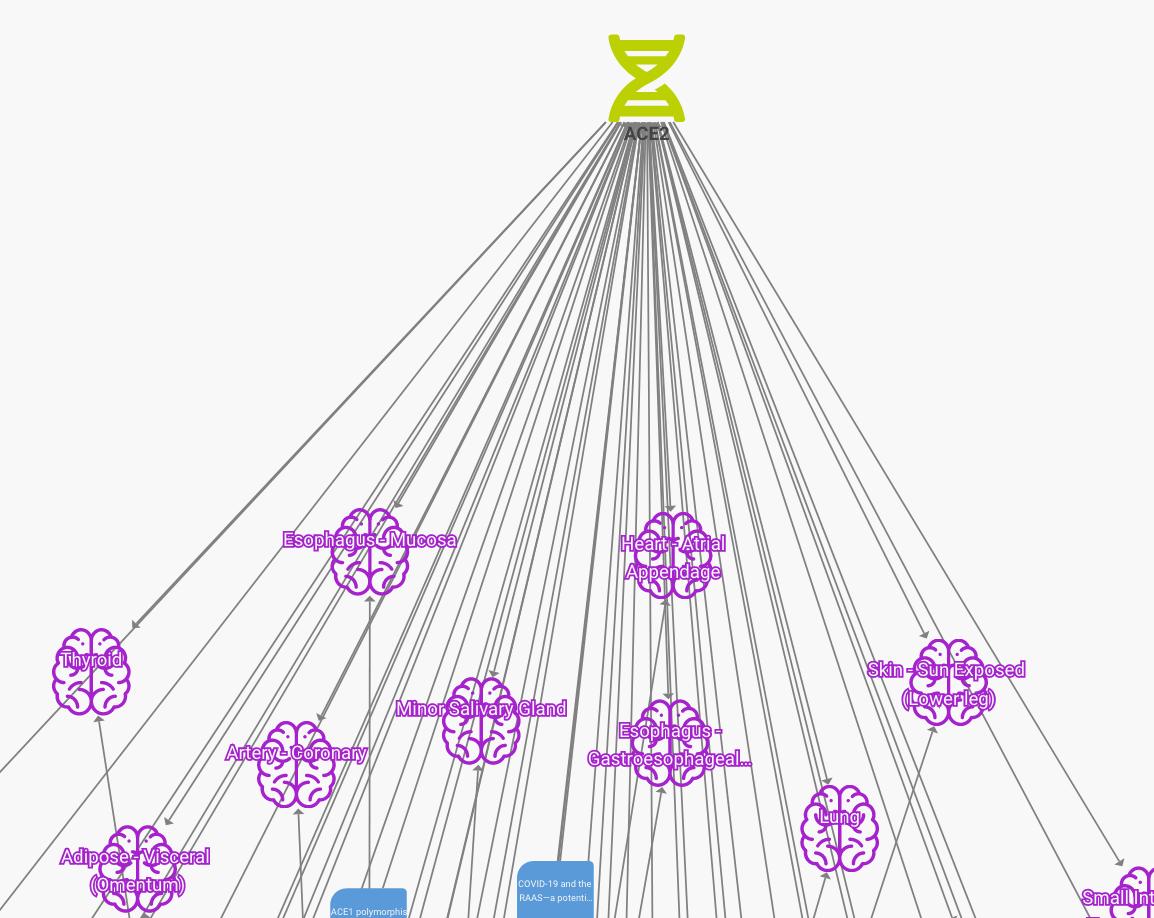 ACE2
Esophagus - Mucosa
Heart - Atrial
Appendage
Thyroid
Skin - Sun Exposed
(Lower leg)
Minor Salivary Gland
Esophagus -
Gastroesophageal...
Artery - Coronary
Lung
Adipose - Visceral
(Omentum)
COVID-19 and the
RAAS—a potenti...
Small Int
ACE1 polymorphis